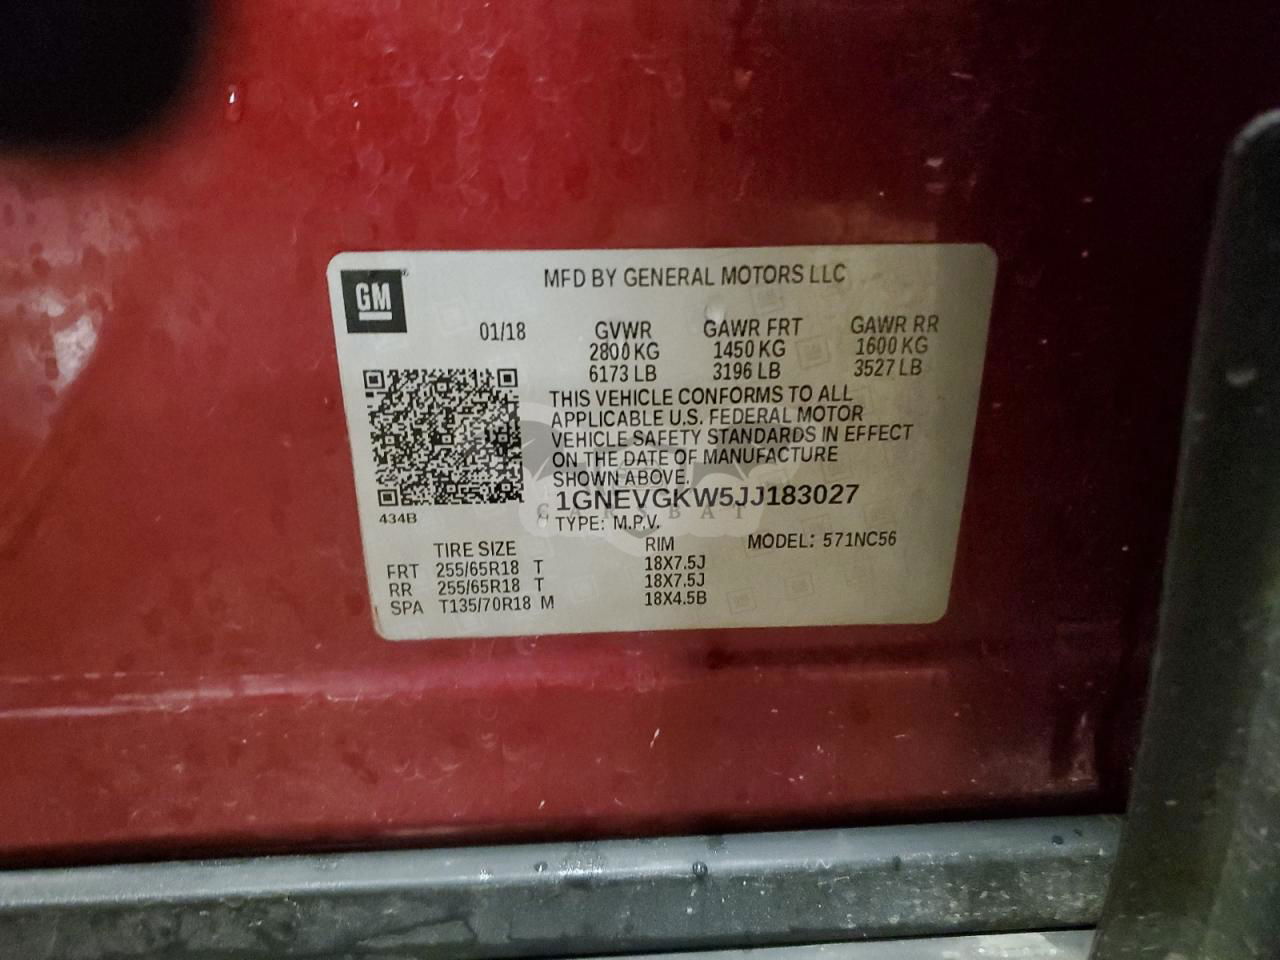 GM
MFD BY GENERAL MOTORS LLC
01/18 GVWR GAWR FRT GAWR RR
2800 KG 1450 KG 1600 KG
6173 LB 3196 LB 3527 LB
THIS VEHICLE CONFORMS TO ALL
APPLICABLE U.S. FEDERAL MOTOR
VEHICLE SAFETY STANDARDS IN EFFECT
ON THE DATE OF MANUFACTURE
SHOWN ABOVE.
1GNEVGKW5JJ183027
CARSBAT
434B
TYPE: M.P.V.
TIRE SIZE RIM MODEL: 571NC56
FRT 255/65R18 T 18X7.5J
RR 255/65R18 T 18X7.5J
SPA T135/70R18 M 18X4.5B